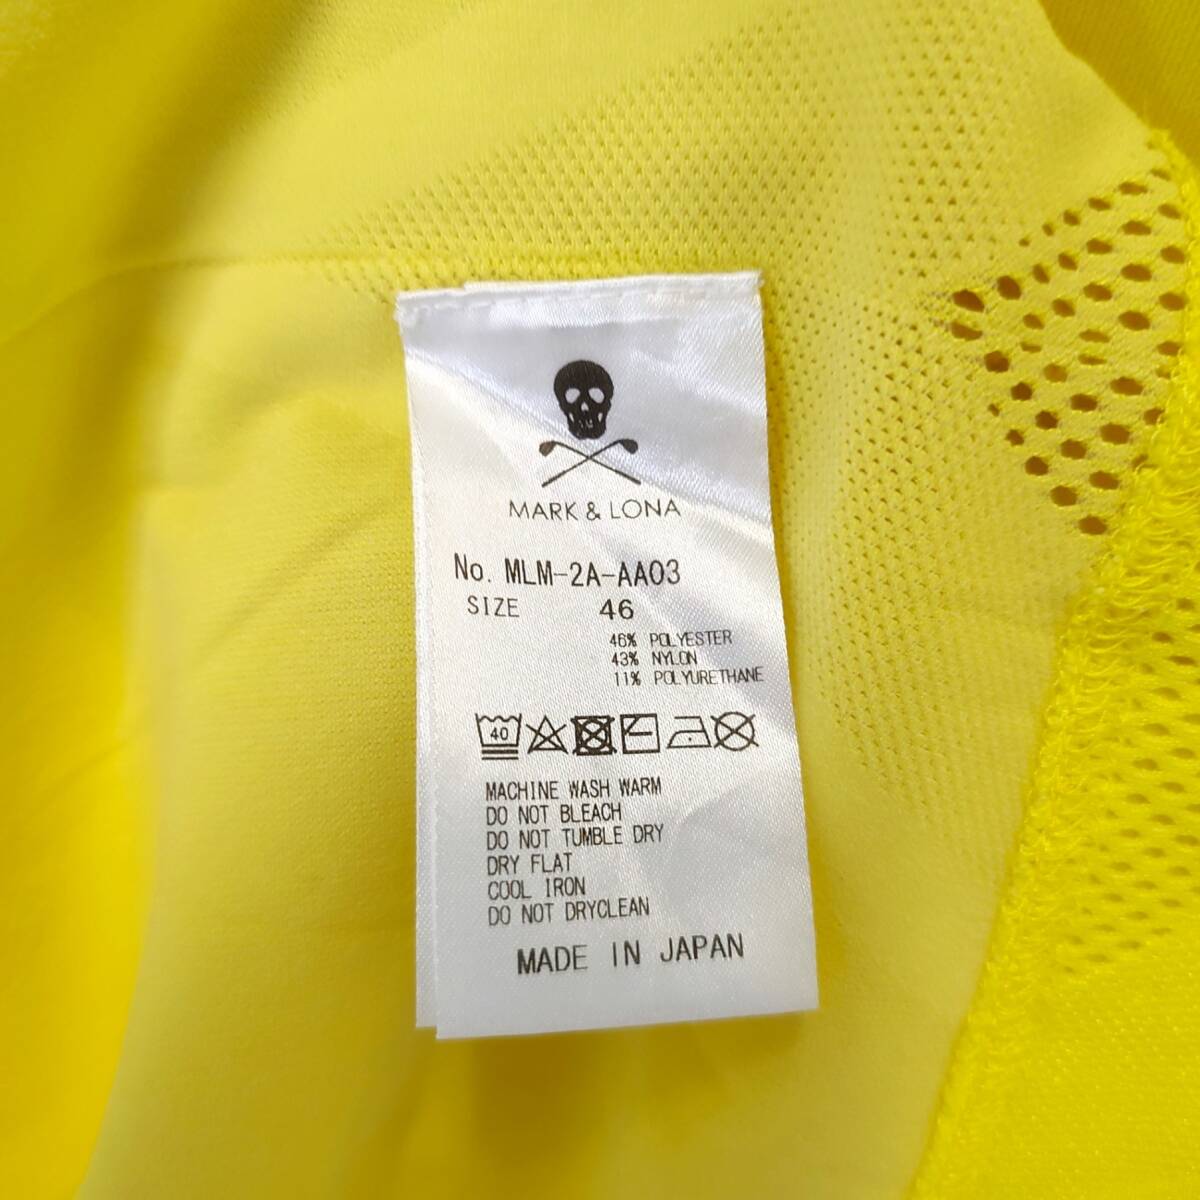 MARK & LONA
No. MLM-2A-AA03
SIZE 46
46% POLYESTER
43% NYLON
11% POLYURETHANE
40
MACHINE WASH WARM
DO NOT BLEACH
DO NOT TUMBLE DRY
DRY FLAT
COOL IRON
DO NOT DRYCLEAN
MADE IN JAPAN